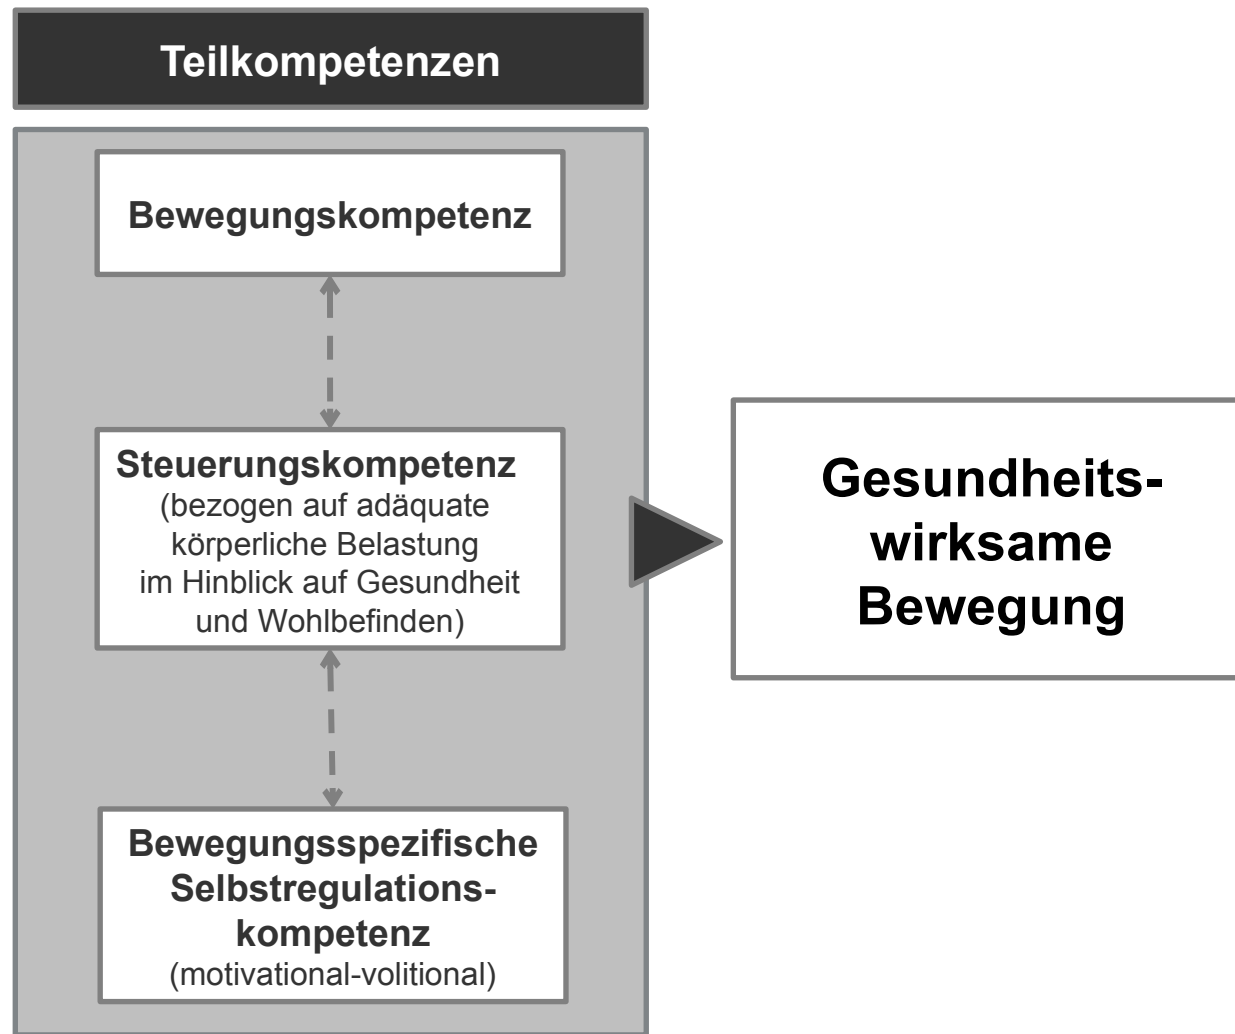 Teilkompetenzen
Bewegungskompetenz
Steuerungskompetenz
(bezogen auf adäquate
körperliche Belastung
im Hinblick auf Gesundheit
und Wohlbefinden)
Bewegungsspezifische
Selbstregulations-
kompetenz
(motivational-volitional)
Gesundheits-
wirksame
Bewegung